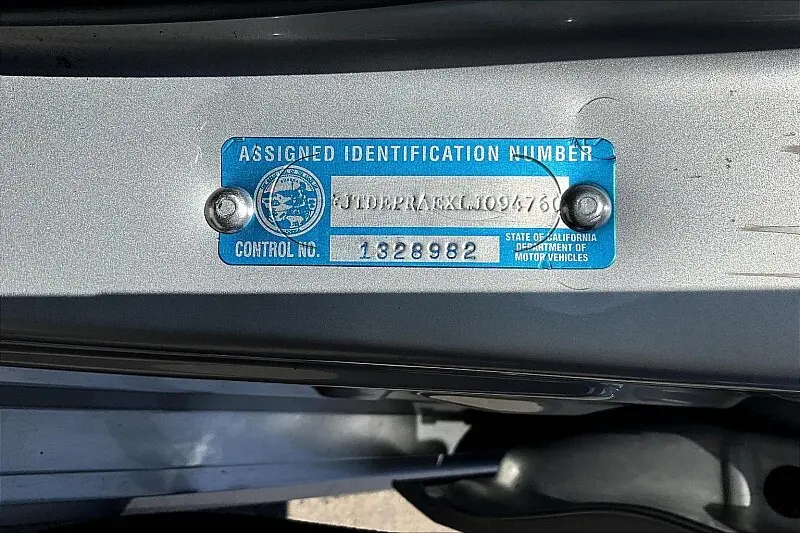 ASSIGNED IDENTIFICATION NUMBER
JTDEPRAEXLJ094760
CONTROL NO. 1328982
STATE OF CALIFORNIA
DEPARTMENT OF
MOTOR VEHICLES